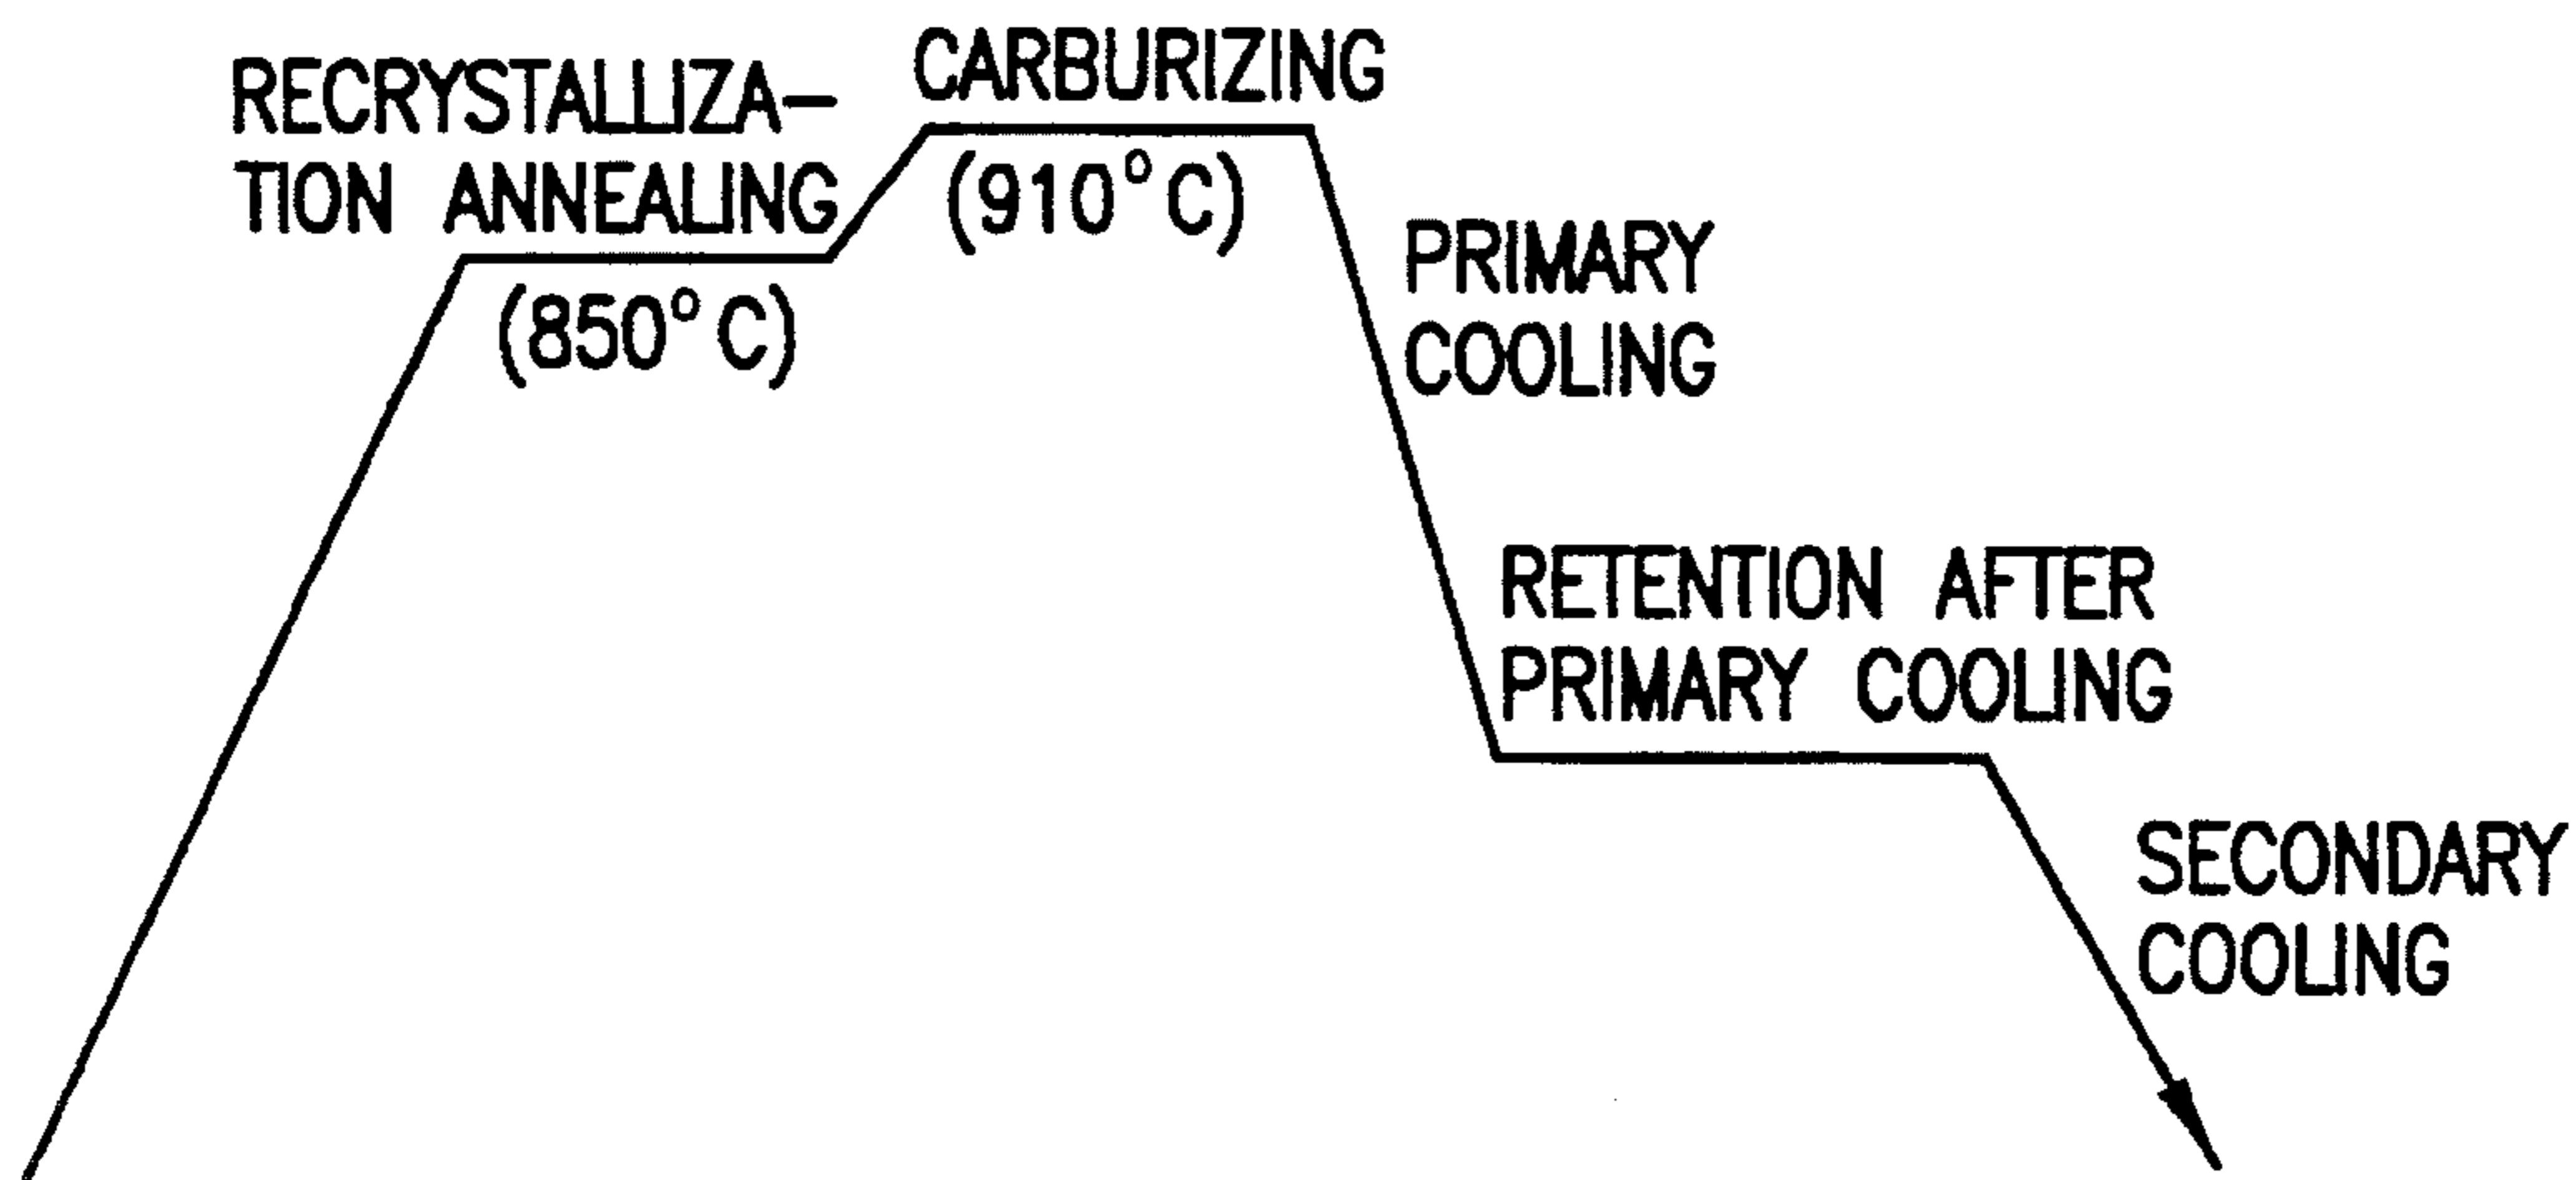 RECRYSTALLIZA-
TION ANNEALING
(850°C)
CARBURIZING
(910°C)
PRIMARY
COOLING
RETENTION AFTER
PRIMARY COOLING
SECONDARY
COOLING